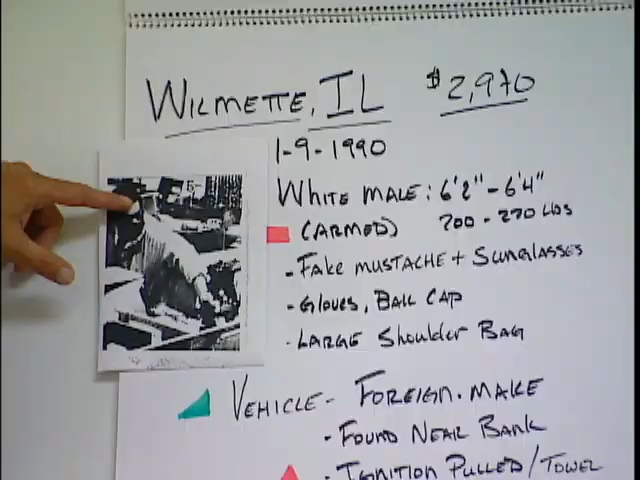 WILMETTE, IL $2,970
1-9-1990
WHITE MALE: 6'2"-6'4"
(ARMED) 200-270 LBS
-FAKE MUSTACHE + SUNGLASSES
-GLOVES, BALL CAP
-LARGE SHOULDER BAG
VEHICLE- FOREIGN-MAKE
-FOUND NEAR BANK
-IGNITION PULLED/TOWEL